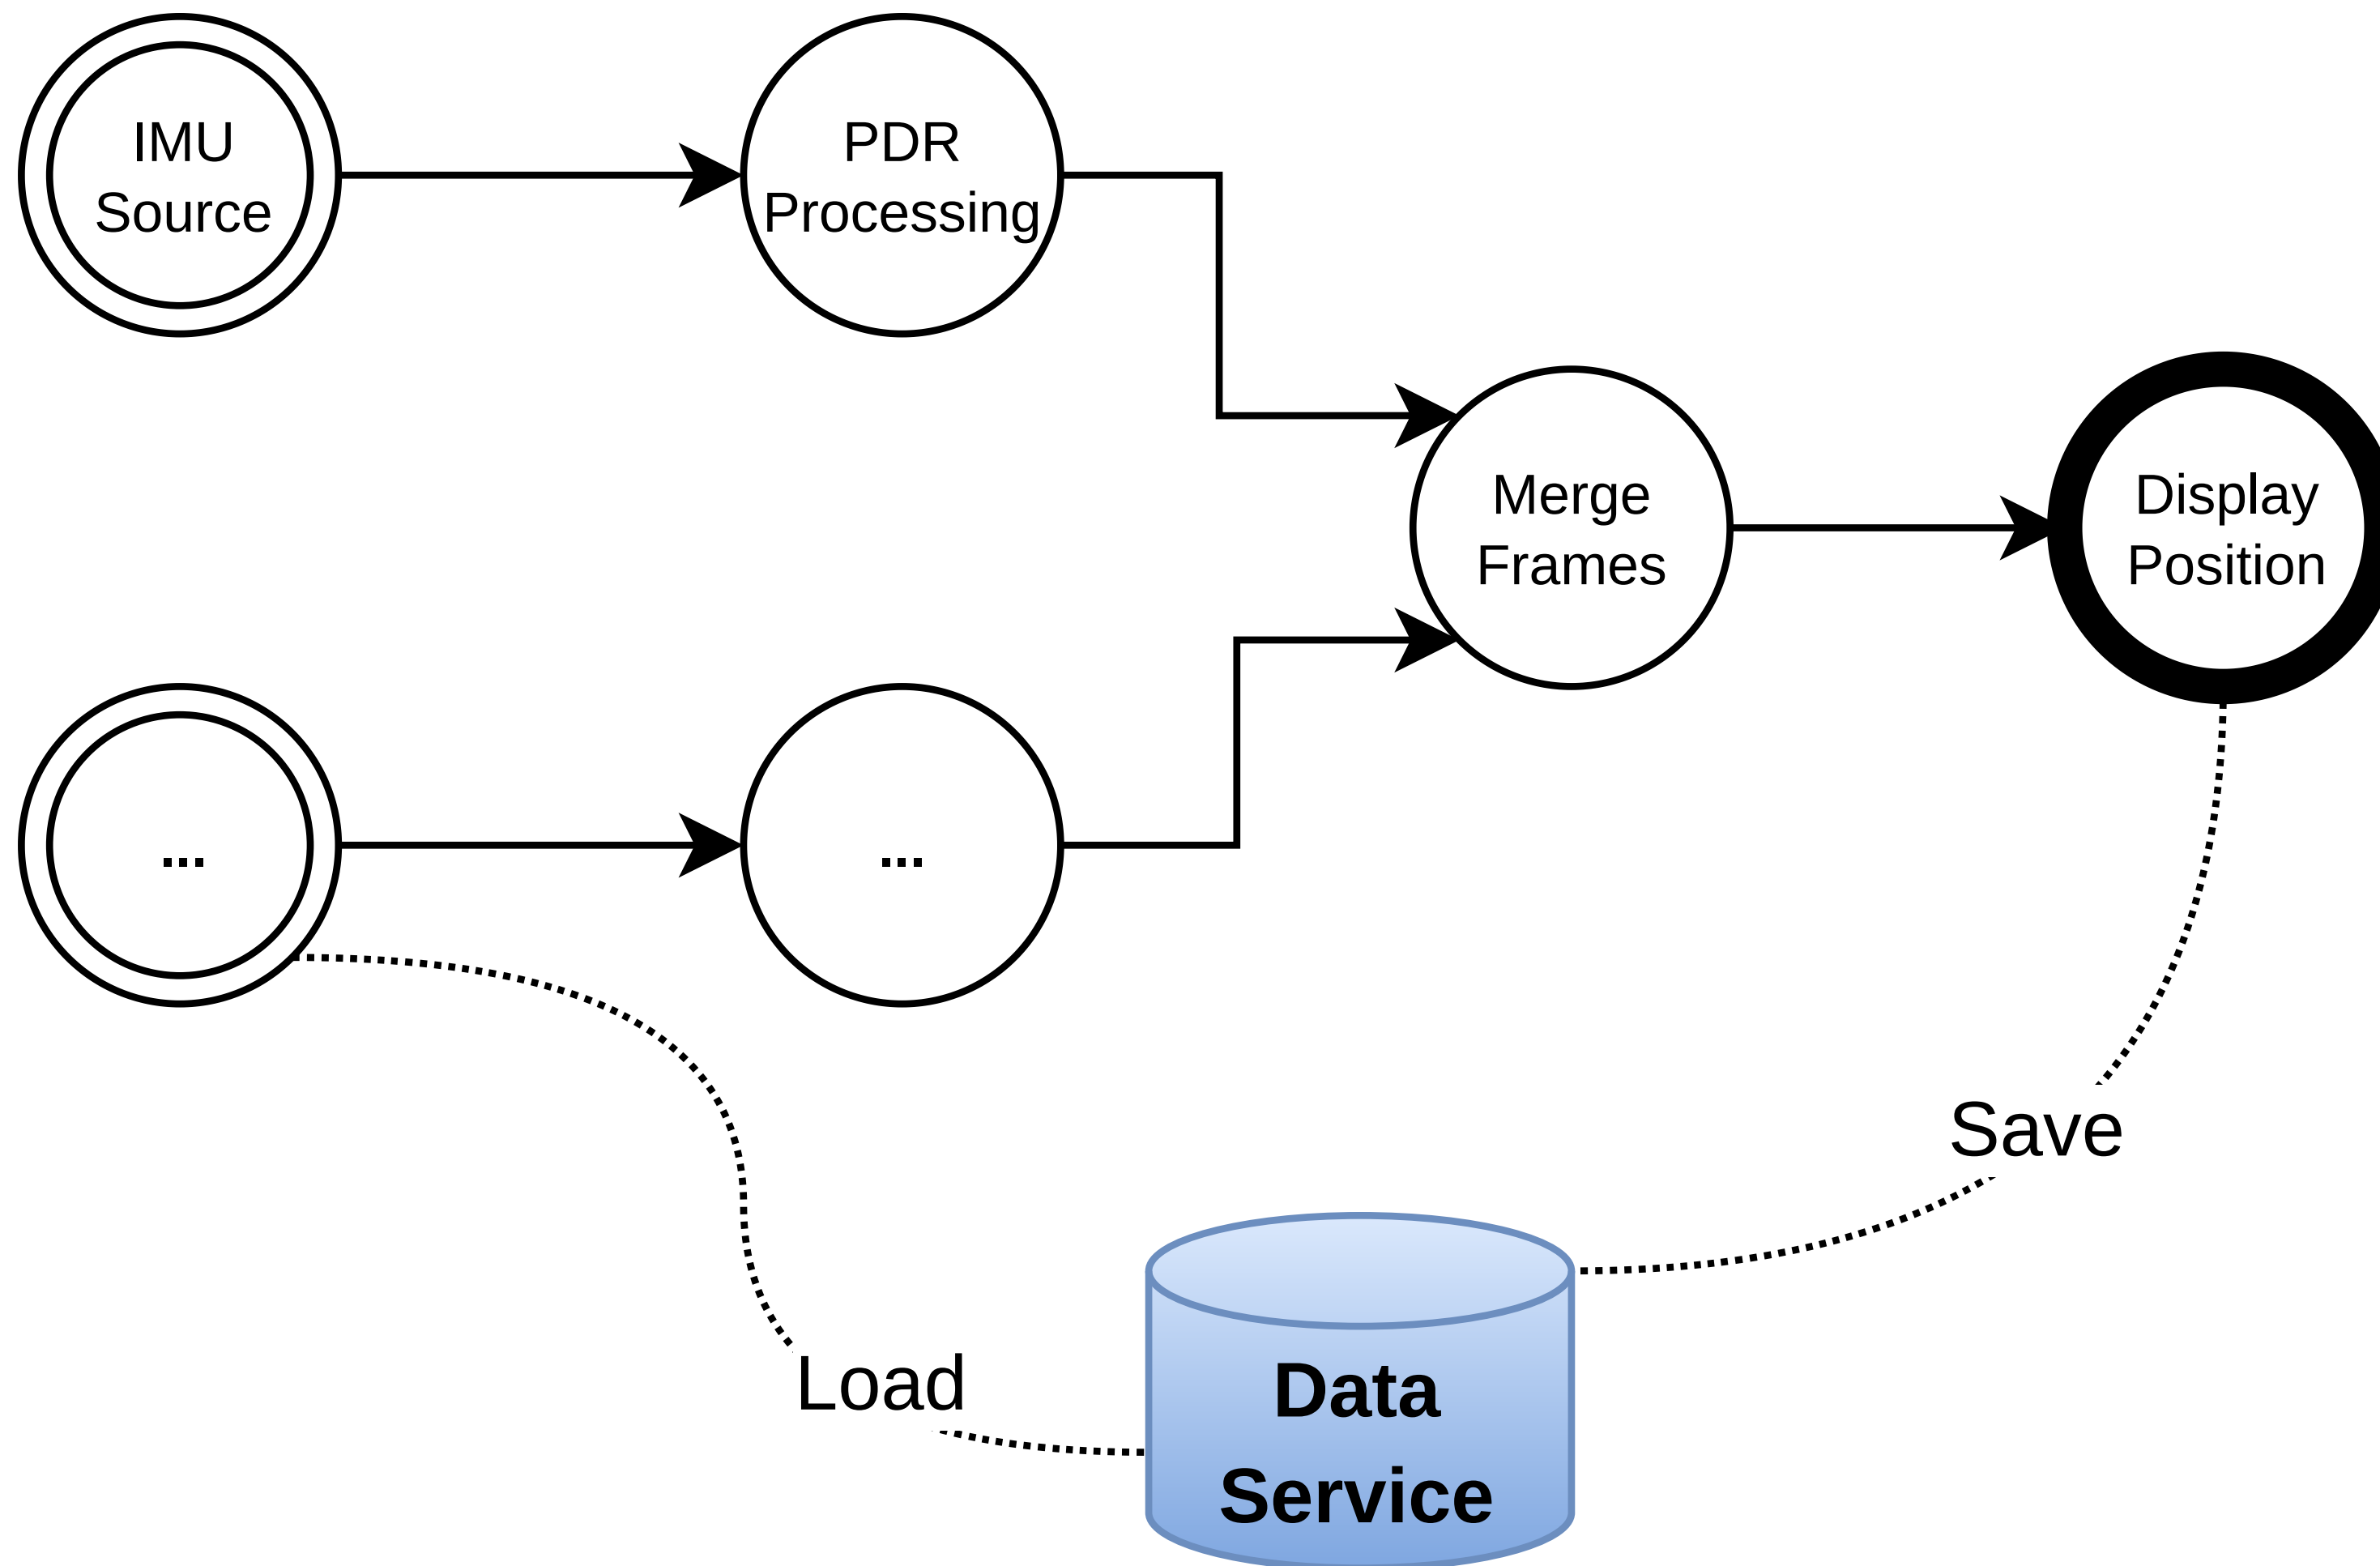 IMU
Source
PDR
Processing
Merge
Frames
Display
Position
...
...
Save
Load
Data
Service